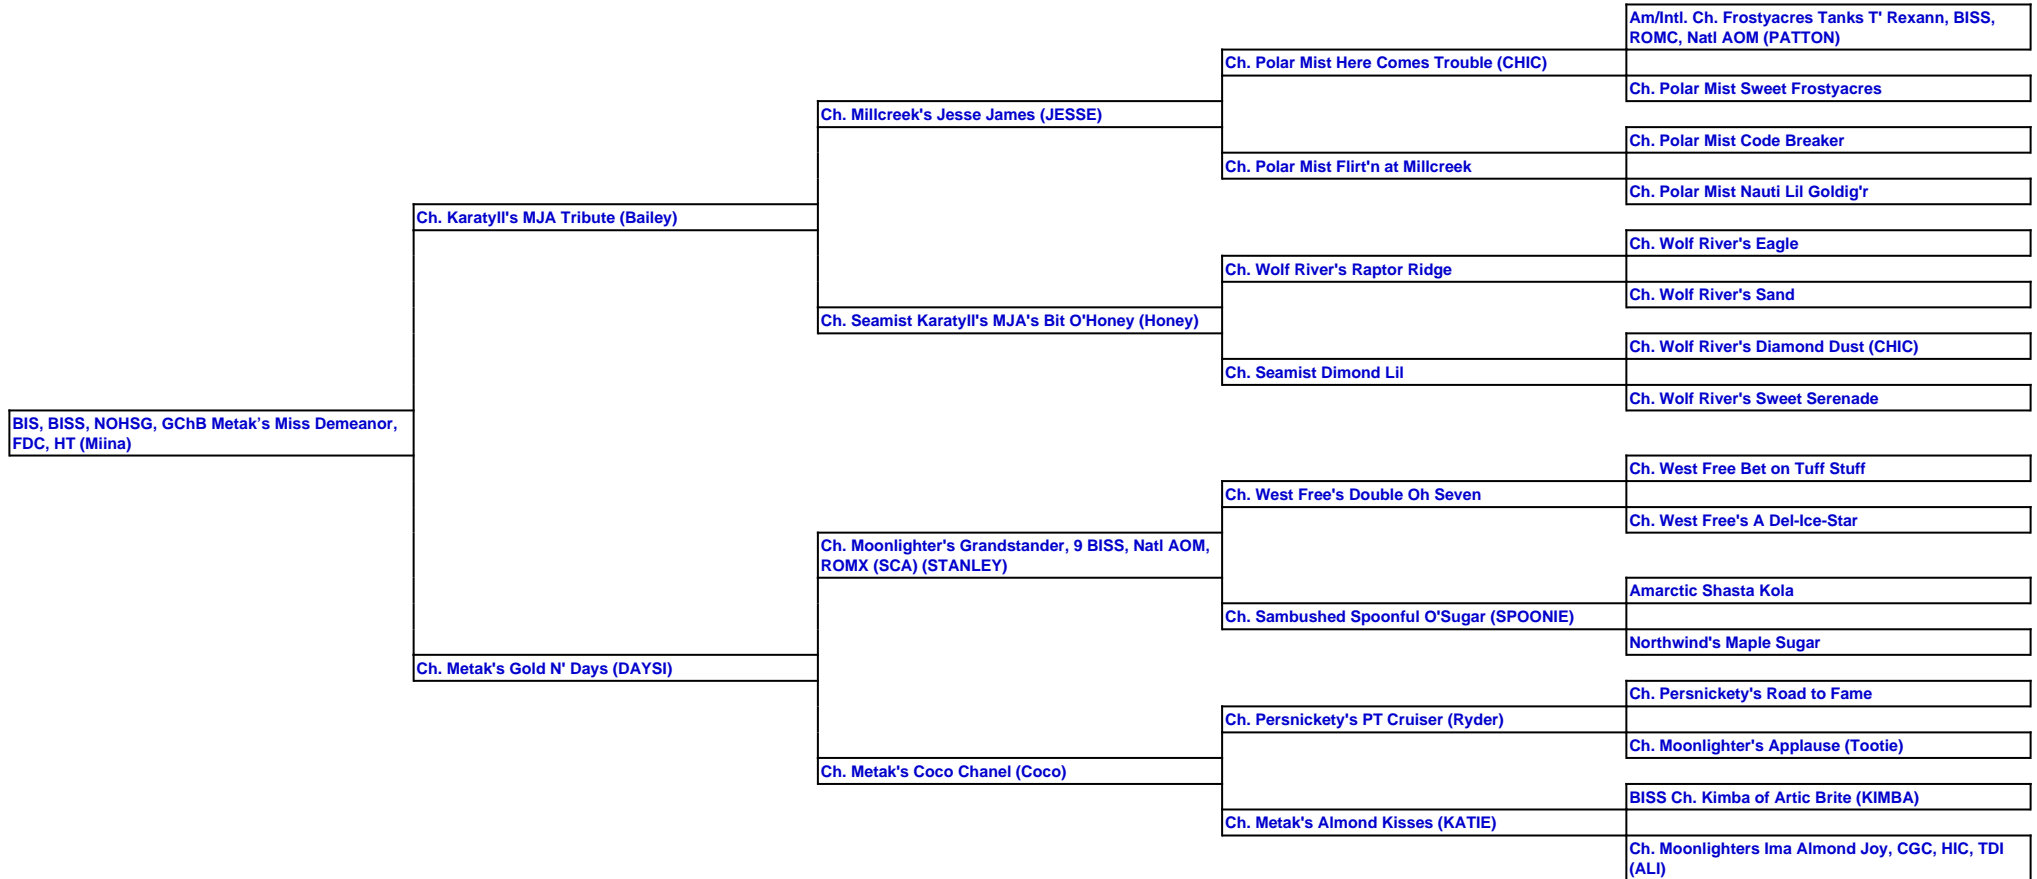 Am/Intl. Ch. Frostyacres Tanks T' Rexann, BISS,
ROMC, Natl AOM (PATTON)
Ch. Polar Mist Here Comes Trouble (CHIC)
Ch. Polar Mist Sweet Frostyacres
Ch. Millcreek's Jesse James (JESSE)
Ch. Polar Mist Code Breaker
Ch. Polar Mist Flirt'n at Millcreek
Ch. Polar Mist Nauti Lil Goldig'r
Ch. Karatyll's MJA Tribute (Bailey)
Ch. Wolf River's Eagle
Ch. Wolf River's Raptor Ridge
Ch. Wolf River's Sand
Ch. Seamist Karatyll's MJA's Bit O'Honey (Honey)
Ch. Wolf River's Diamond Dust (CHIC)
Ch. Seamist Dimond Lil
Ch. Wolf River's Sweet Serenade
BIS, BISS, NOHSG, GChB Metak’s Miss Demeanor,
FDC, HT (Miina)
Ch. West Free Bet on Tuff Stuff
Ch. West Free's Double Oh Seven
Ch. West Free's A Del-Ice-Star
Ch. Moonlighter's Grandstander, 9 BISS, Natl AOM,
ROMX (SCA) (STANLEY)
Amarctic Shasta Kola
Ch. Sambushed Spoonful O'Sugar (SPOONIE)
Northwind's Maple Sugar
Ch. Metak's Gold N' Days (DAYSI)
Ch. Persnickety's Road to Fame
Ch. Persnickety's PT Cruiser (Ryder)
Ch. Moonlighter's Applause (Tootie)
Ch. Metak's Coco Chanel (Coco)
BISS Ch. Kimba of Artic Brite (KIMBA)
Ch. Metak's Almond Kisses (KATIE)
Ch. Moonlighters Ima Almond Joy, CGC, HIC, TDI
(ALI)